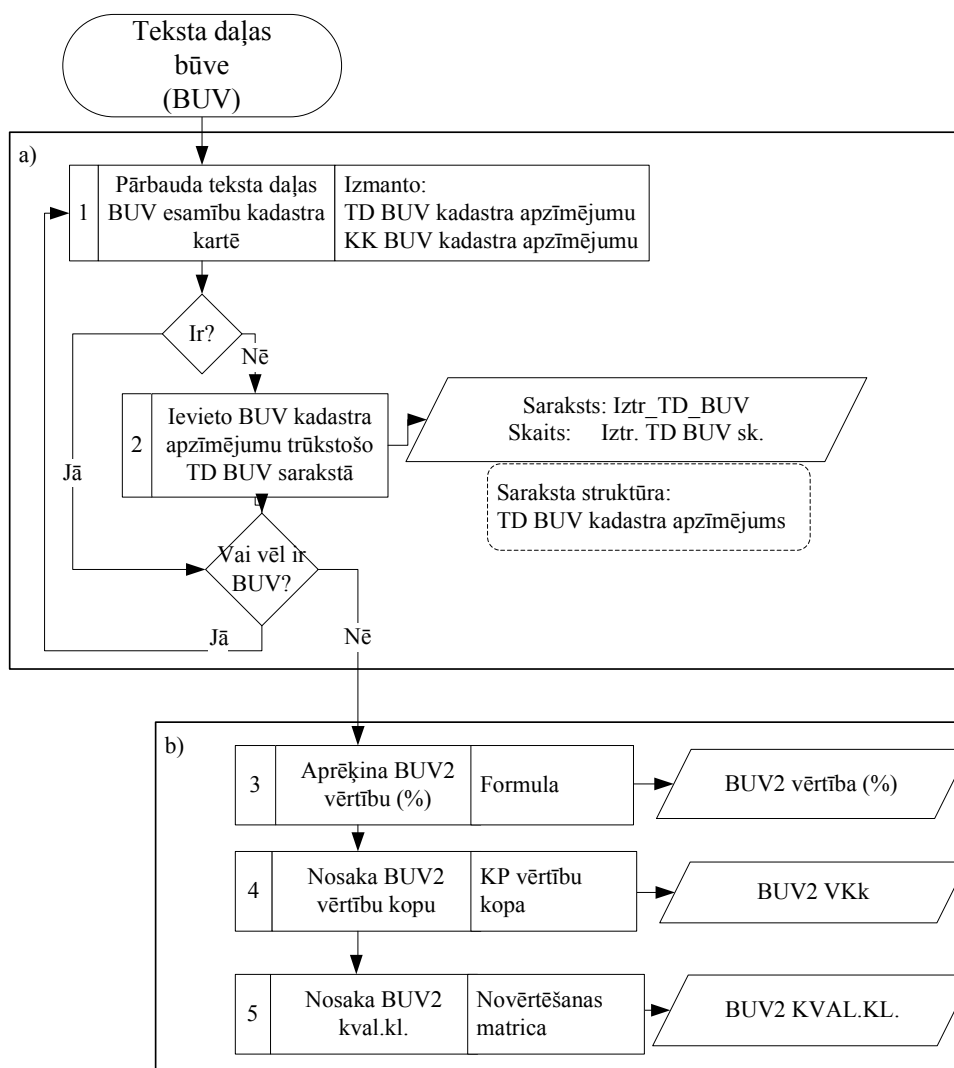 Teksta daļas
būve
(BUV)
a)
1
Pārbauda teksta daļas
BUV esamību kadastra
kartē
Izmanto:
TD BUV kadastra apzīmējumu
KK BUV kadastra apzīmējumu
Ir?
Nē
2
Ievieto BUV kadastra
apzīmējumu trūkstošo
TD BUV sarakstā
Saraksts: Iztr_TD_BUV
Skaits: Iztr. TD BUV sk.
Jā
Saraksta struktūra:
TD BUV kadastra apzīmējums
Vai vēl ir
BUV?
Jā
Nē
b)
3
Aprēķina BUV2
vērtību (%)
Formula
BUV2 vērtība (%)
4
Nosaka BUV2
vērtību kopu
KP vērtību
kopa
BUV2 VKk
5
Nosaka BUV2
kval.kl.
Novērtēšanas
matrica
BUV2 KVAL.KL.